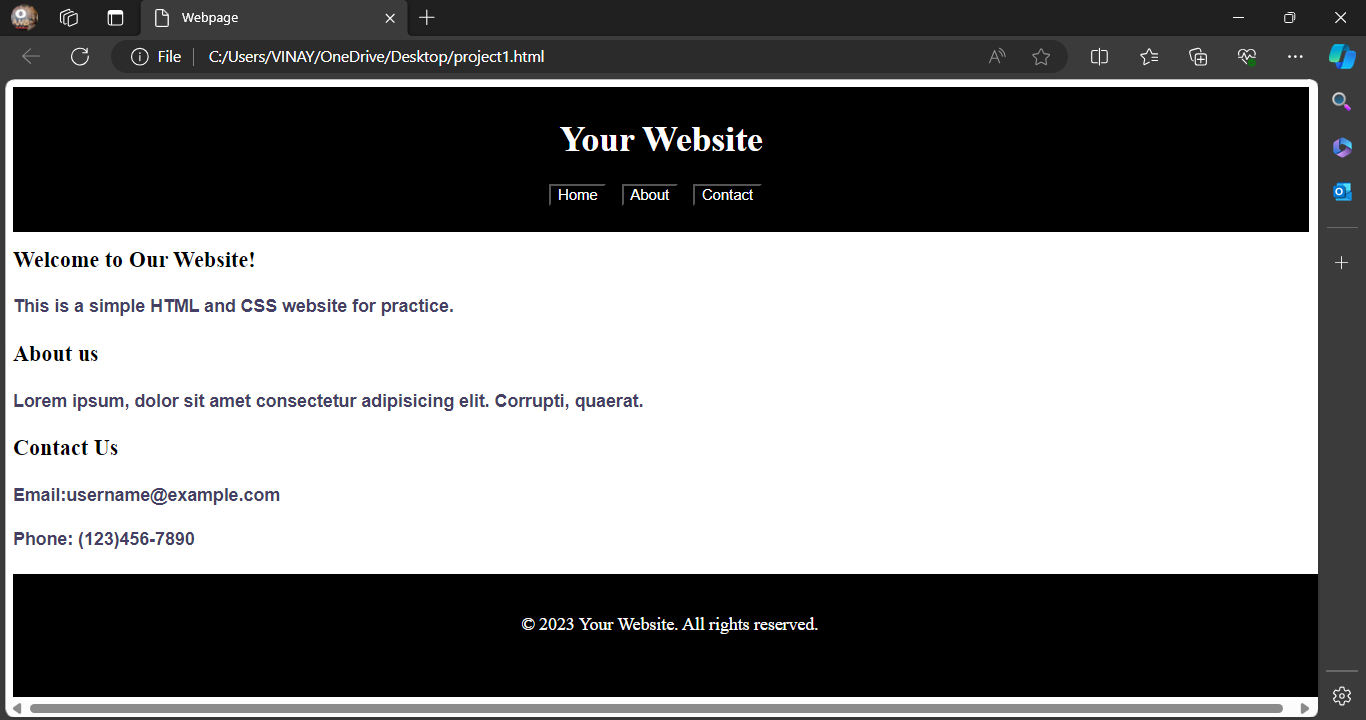 Webpage
File C:/Users/VINAY/OneDrive/Desktop/project1.html
Your Website
Home About Contact
Welcome to Our Website!
This is a simple HTML and CSS website for practice.
About us
Lorem ipsum, dolor sit amet consectetur adipisicing elit. Corrupti, quaerat.
Contact Us
Email:username@example.com
Phone: (123)456-7890
© 2023 Your Website. All rights reserved.